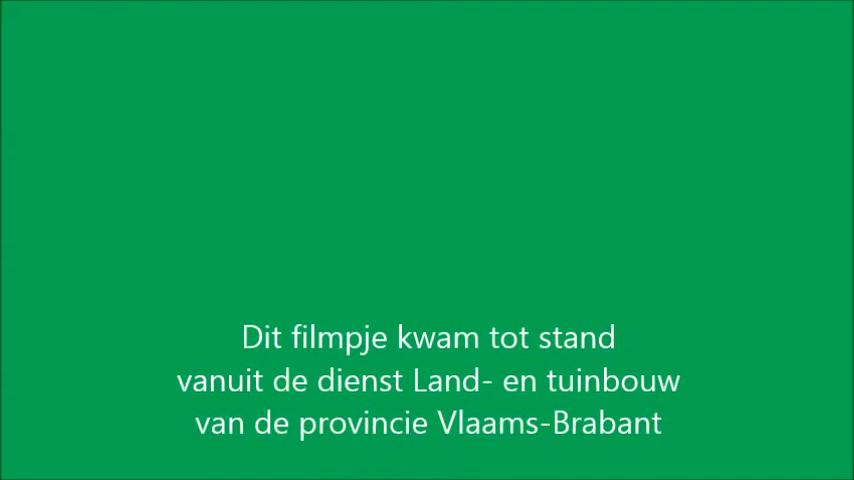 Dit filmpje kwam tot stand
vanuit de dienst Land- en tuinbouw
van de provincie Vlaams-Brabant